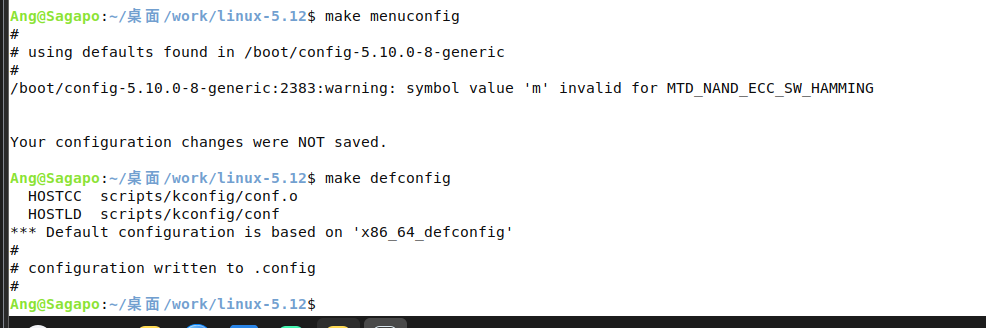 Ang@Sagapo:~/桌面/work/linux-5.12$ make menuconfig
#
# using defaults found in /boot/config-5.10.0-8-generic
#
/boot/config-5.10.0-8-generic:2383:warning: symbol value 'm' invalid for MTD_NAND_ECC_SW_HAMMING
Your configuration changes were NOT saved.
Ang@Sagapo:~/桌面/work/linux-5.12$ make defconfig
  HOSTCC  scripts/kconfig/conf.o
  HOSTLD  scripts/kconfig/conf
*** Default configuration is based on 'x86_64_defconfig'
#
# configuration written to .config
#
Ang@Sagapo:~/桌面/work/linux-5.12$